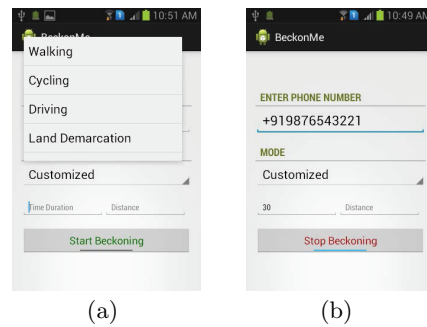 10:51 AM
BeckonMe
Walking
Cycling
Driving
Land Demarcation
Customized
Time Duration Distance
Start Beckoning
(a)
10:49 AM
BeckonMe
ENTER PHONE NUMBER
+919876543221
MODE
Customized
30 Distance
Stop Beckoning
(b)